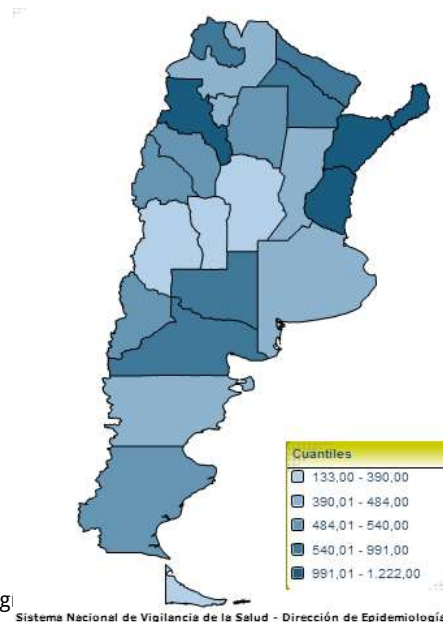 Cuantiles
133,00 - 390,00
390,01 - 484,00
484,01 - 540,00
540,01 - 991,00
991,01 - 1.222,00
g
Sistema Nacional de Vigilancia de la Salud - Dirección de Epidemiología